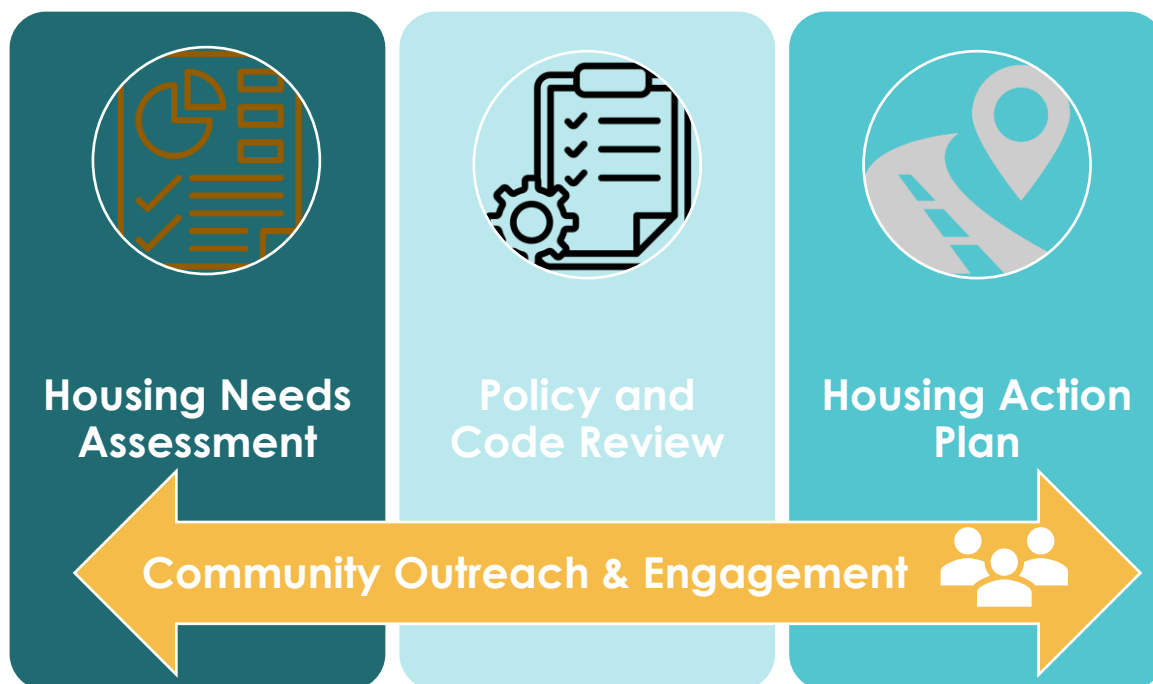 Housing Needs
Assessment
Policy and
Code Review
Housing Action
Plan
Community Outreach & Engagement